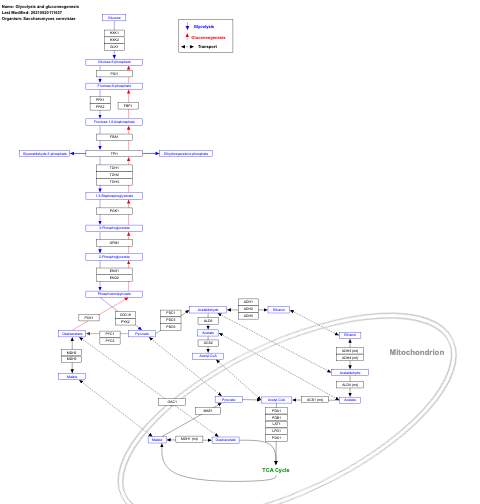 Name: Glycolysis and gluconeogenesis
Last Modified: 20210520115837
Organism: Saccharomyces cerevisiae
Glucose
Glycolysis
Gluconeogenesis
Transport
HXK1
HXK2
GLK1
Glucose-6-phosphate
PGI1
Fructose-6-phosphate
PFK1
PFK2
FBP1
Fructose-1,6-bisphosphate
FBA1
Glyceraldehyde-3-phosphate
TPI1
Dihydroxyacetone-phosphate
TDH1
TDH2
TDH3
1,3-Bisphosphoglycerate
PGK1
3-Phosphoglycerate
GPM1
2-Phosphoglycerate
ENO1
ENO2
Phosphoenolpyruvate
PCK1
CDC19
PYK2
PDC1
PDC5
PDC6
Acetaldehyde
ADH1
ADH2
ADH5
Ethanol
ALD6
Oxaloacetate
PYC1
PYC2
Pyruvate
Acetate
ACS2
Acetyl-CoA
MDH2
MDH3
Malate
Ethanol
ADH3 (mt)
ADH4 (mt)
Mitochondrion
Acetaldehyde
ALD4 (mt)
OAC1
Pyruvate
Acetyl-CoA
ACS1 (mt)
Acetate
MAE1
PDA1
PDB1
LAT1
LPD1
PDX1
Malate
MDH1 (mt)
Oxaloacetate
TCA Cycle